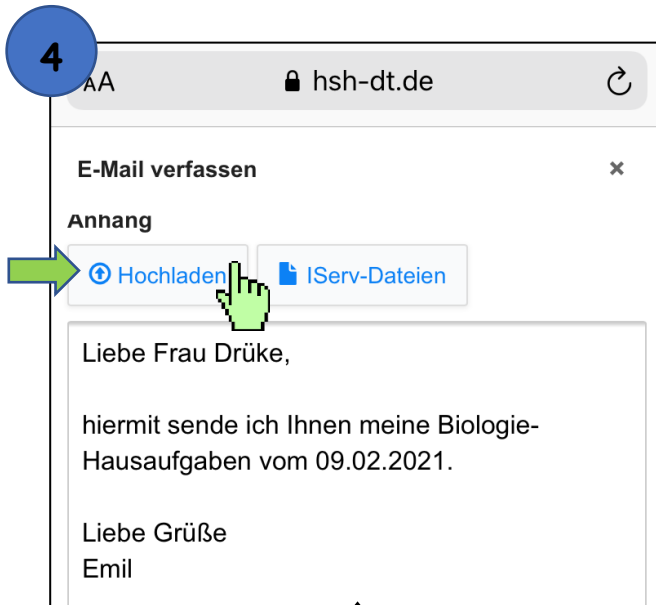 4
AA hsh-dt.de
E-Mail verfassen ×
Anhang
Hochladen IServ-Dateien
Liebe Frau Drüke,
hiermit sende ich Ihnen meine Biologie-
Hausaufgaben vom 09.02.2021.
Liebe Grüße
Emil